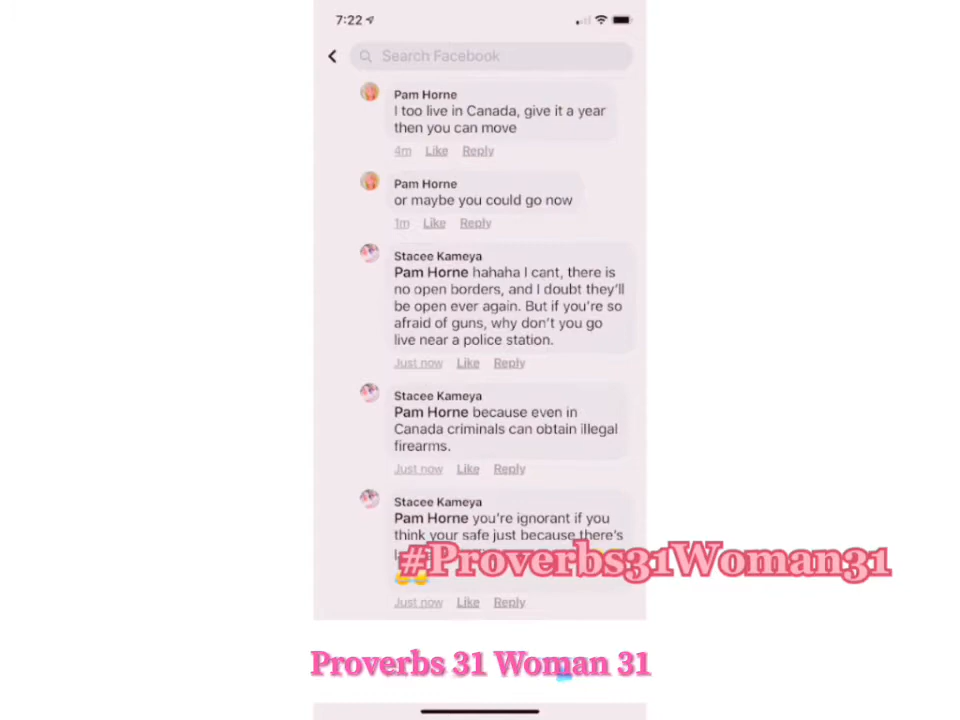 7:22
Search Facebook
Pam Horne
I too live in Canada, give it a year
then you can move
4m Like Reply
Pam Horne
or maybe you could go now
1m Like Reply
Stacee Kameya
Pam Horne hahaha I cant, there is
no open borders, and I doubt they'll
be open ever again. But if you're so
afraid of guns, why don't you go
live near a police station.
Just now Like Reply
Stacee Kameya
Pam Horne because even in
Canada criminals can obtain illegal
firearms.
Just now Like Reply
Stacee Kameya
Pam Horne you're ignorant if you
think your safe just because there's
#Proverbs31Woman31
Just now Like Reply
Proverbs 31 Woman 31